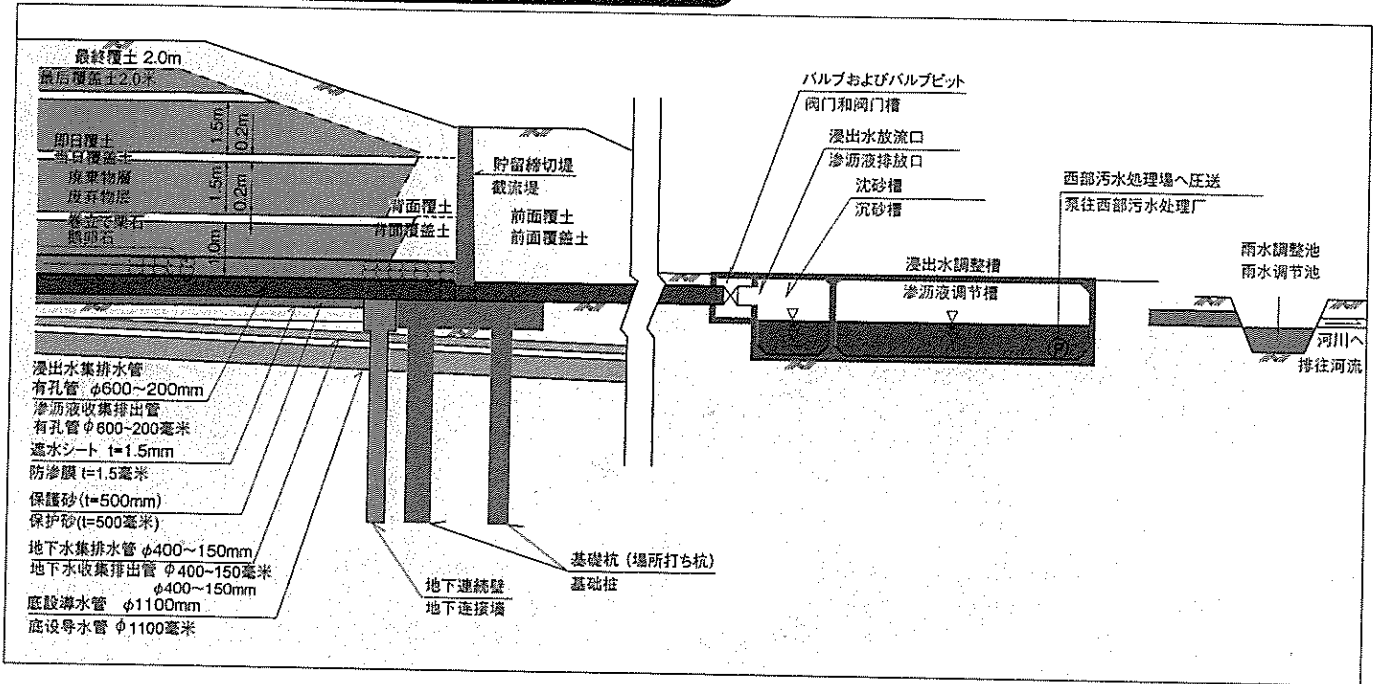 最終覆土 2.0m
最后覆盖土2.0米
1.5m
0.2m
即日覆土
当日覆盖土
廃棄物層
废弃物层
1.5m
0.2m
巻立て栗石
鹅卵石
1.0m
背面覆土
背面覆盖土
貯留締切堤
截流堤
前面覆土
前面覆盖土
バルブおよびバルブピット
阀门和阀门槽
浸出水放流口
渗沥液排放口
沈砂槽
沉砂槽
西部汚水処理場へ圧送
泵往西部污水处理厂
浸出水調整槽
渗沥液调节槽
P
雨水調整池
雨水调节池
河川へ
排往河流
浸出水集排水管
有孔管 φ600～200mm
渗沥液收集排出管
有孔管φ600~200毫米
遮水シート t=1.5mm
防渗膜 t=1.5毫米
保護砂(t=500mm)
保护砂(t=500毫米)
地下水集排水管 φ400～150mm
地下水收集排出管 φ400~150毫米
φ400～150mm
底設導水管 φ1100mm
底设导水管 φ1100毫米
地下連続壁
地下连接墙
基礎杭 (場所打ち杭)
基础桩